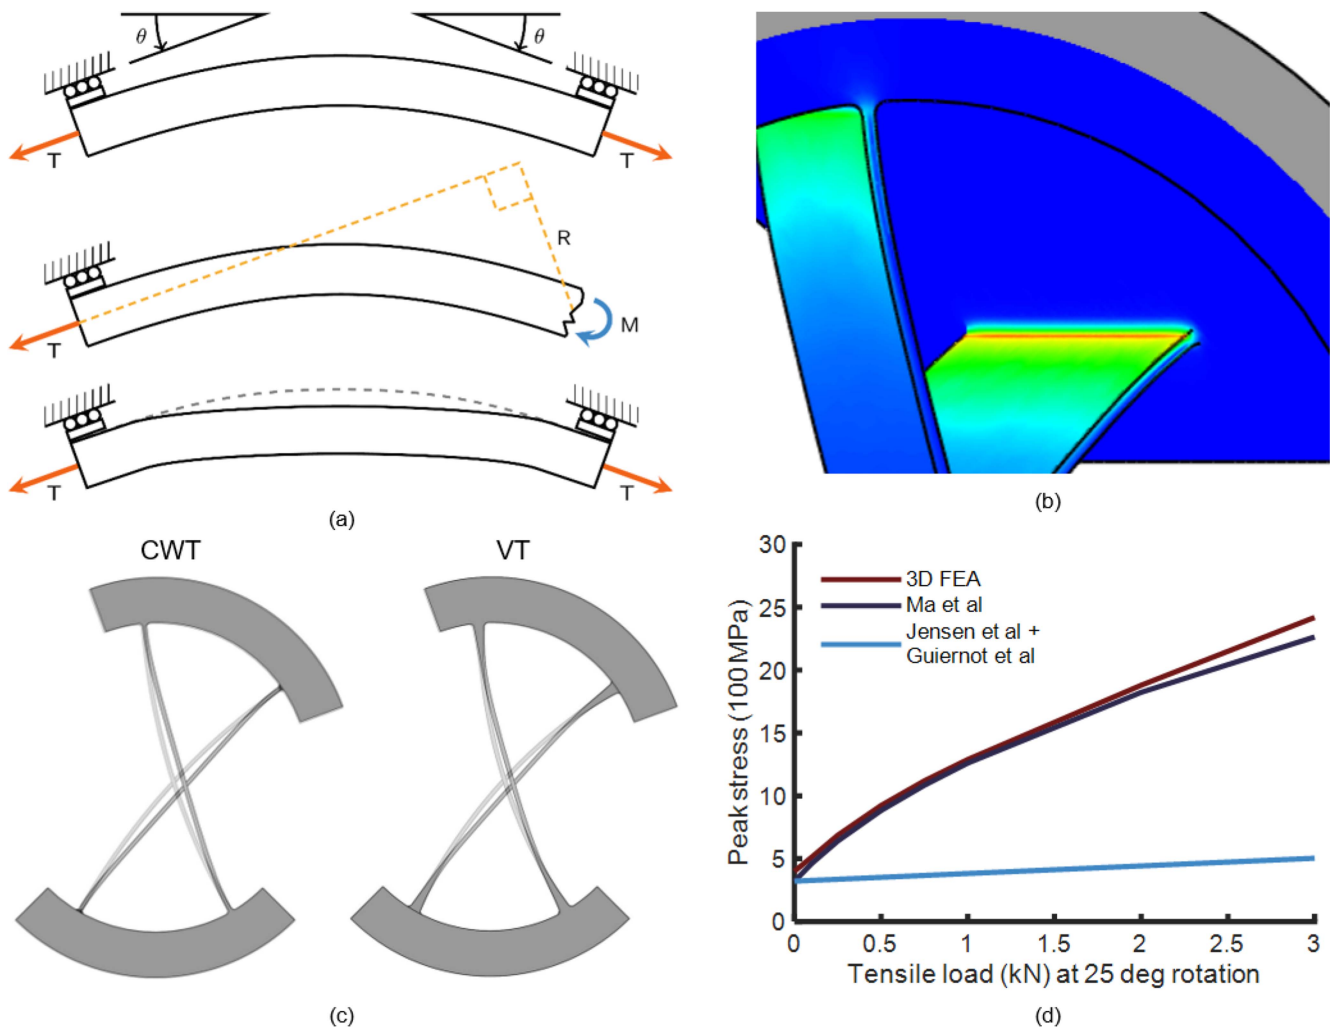 θ
θ
T
T
R
M
T
T
T
(a)
(b)
CWT
VT
(c)
30
25
20
15
10
5
0
Peak stress (100 MPa)
3D FEA
Ma et al
Jensen et al +
Guiernot et al
0
0.5
1
1.5
2
2.5
3
Tensile load (kN) at 25 deg rotation
(d)